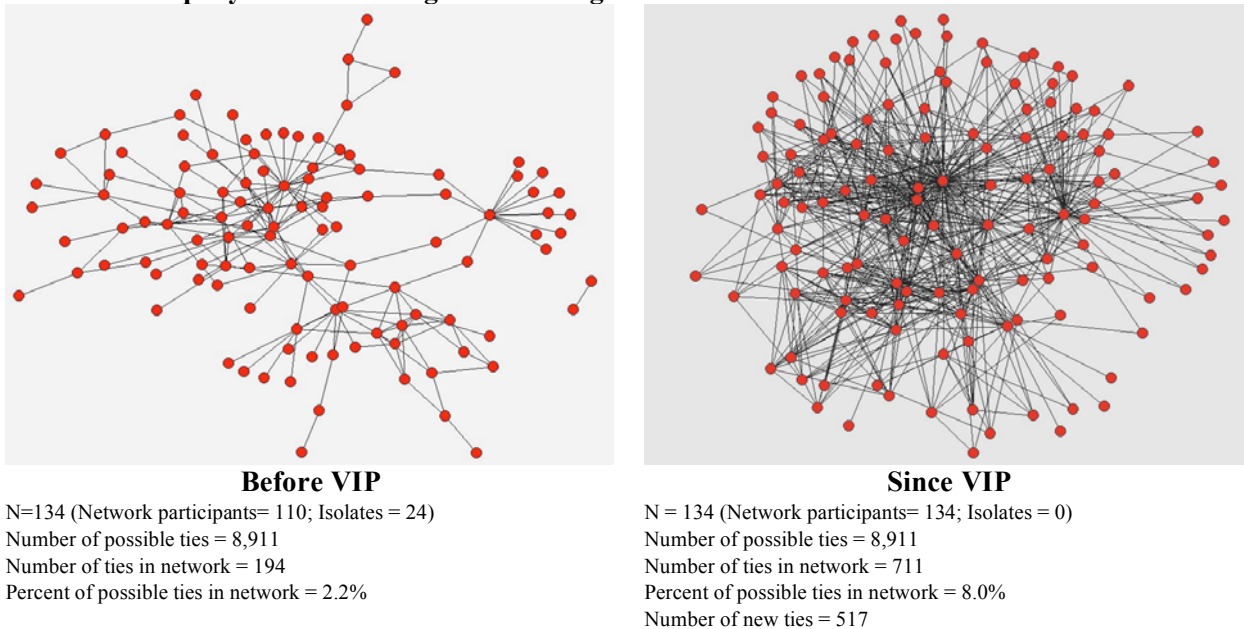 Before VIP
N=134 (Network participants= 110; Isolates = 24)
Number of possible ties = 8,911
Number of ties in network = 194
Percent of possible ties in network = 2.2%
Since VIP
N = 134 (Network participants= 134; Isolates = 0)
Number of possible ties = 8,911
Number of ties in network = 711
Percent of possible ties in network = 8.0%
Number of new ties = 517